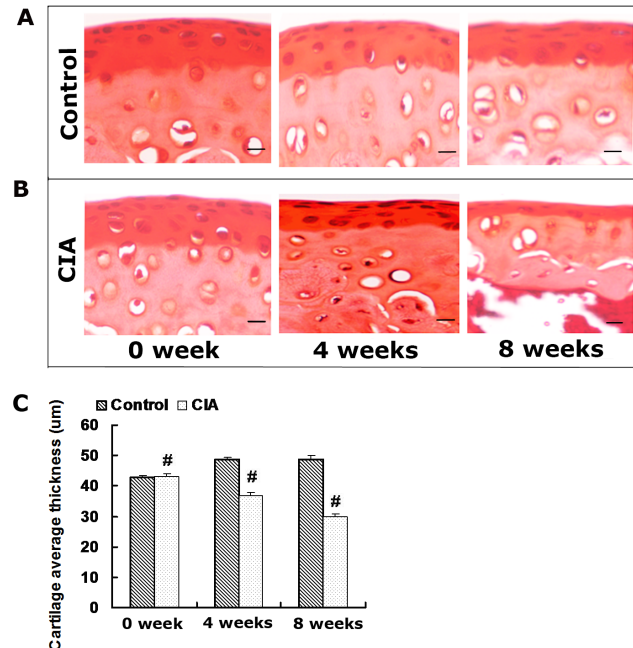 A
Control
B
CIA
0 week 4 weeks 8 weeks
C
Control CIA
Cartilage average thickness (um)
60
50
40
30
20
10
0
#
#
#
0 week 4 weeks 8 weeks